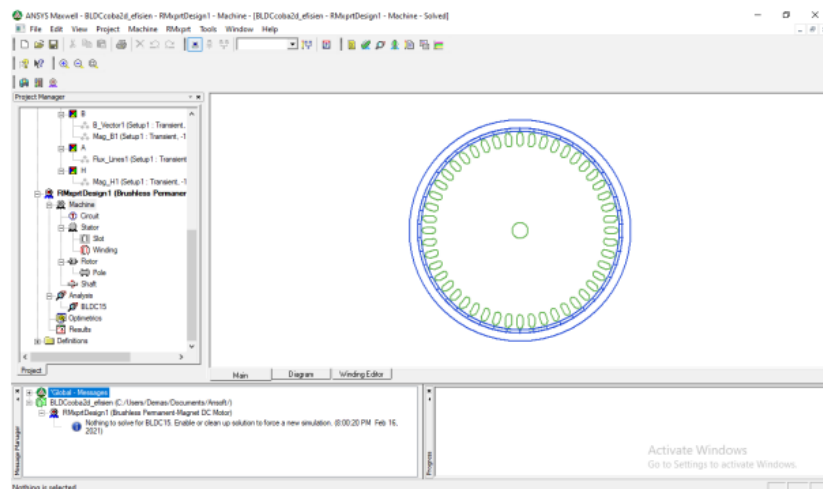 ANSYS Maxwell - BLDCcoba2d_efisien - RMxprtDesign1 - Machine - [BLDCcoba2d_efisien - RMxprtDesign1 - Machine - Solved]
File Edit View Project Machine RMxprt Tools Window Help
Project Manager
B
B_Vector1 (Setup1 : Transient,
Mag_B1 (Setup1 : Transient, -1
A
Flux_Lines1 (Setup1 : Transient
H
Mag_H1 (Setup1 : Transient, -1
RMxprtDesign1 (Brushless Permaner
Machine
Circuit
Stator
Slot
Winding
Rotor
Pole
Shaft
Analysis
BLDC15
Optimetrics
Results
Definitions
Project
Main Diagram Winding Editor
*Global - Messages
BLDCcoba2d_efisien (C:/Users/Demas/Documents/Ansoft/)
RMxprtDesign1 (Brushless Permanent-Magnet DC Motor)
Nothing to solve for BLDC15. Enable or clean up solution to force a new simulation. (8:00:20 PM Feb 16,
2021)
Message Manager
Progress
Activate Windows
Go to Settings to activate Windows.
Nothing is selected